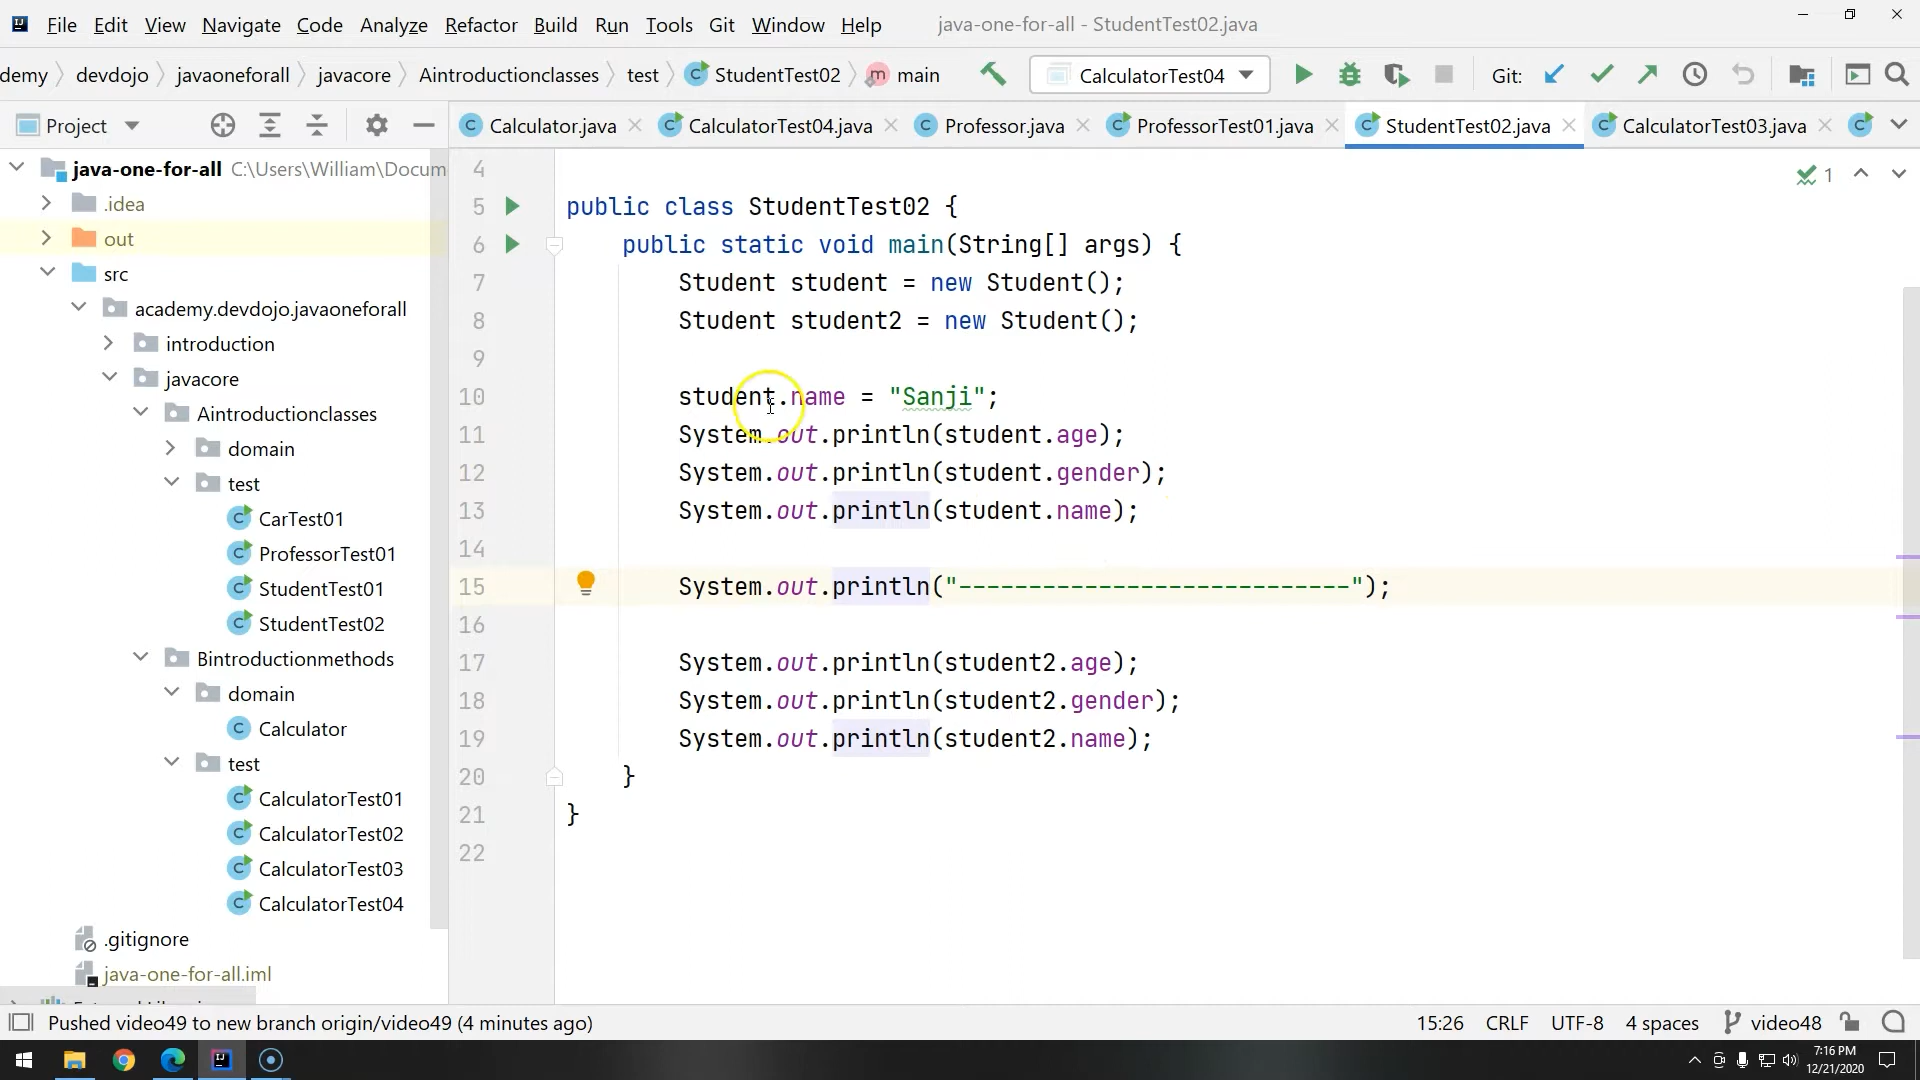 File Edit View Navigate Code Analyze Refactor Build Run Tools Git Window Help java-one-for-all - StudentTest02.java
demy devdojo javaoneforall javacore Aintroductionclasses test StudentTest02 m main CalculatorTest04 Git:
Project Calculator.java CalculatorTest04.java Professor.java ProfessorTest01.java StudentTest02.java CalculatorTest03.java
java-one-for-all C:\Users\William\Docum
.idea
out
src
academy.devdojo.javaoneforall
introduction
javacore
Aintroductionclasses
domain
test
CarTest01
ProfessorTest01
StudentTest01
StudentTest02
Bintroductionmethods
domain
Calculator
test
CalculatorTest01
CalculatorTest02
CalculatorTest03
CalculatorTest04
.gitignore
java-one-for-all.iml
1
4
5 public class StudentTest02 {
6 public static void main(String[] args) {
7 Student student = new Student();
8 Student student2 = new Student();
9
10 student.name = "Sanji";
11 System.out.println(student.age);
12 System.out.println(student.gender);
13 System.out.println(student.name);
14
15 System.out.println("----------------------------");
16
17 System.out.println(student2.age);
18 System.out.println(student2.gender);
19 System.out.println(student2.name);
20 }
21 }
22
Pushed video49 to new branch origin/video49 (4 minutes ago) 15:26 CRLF UTF-8 4 spaces video48
7:16 PM
12/21/2020